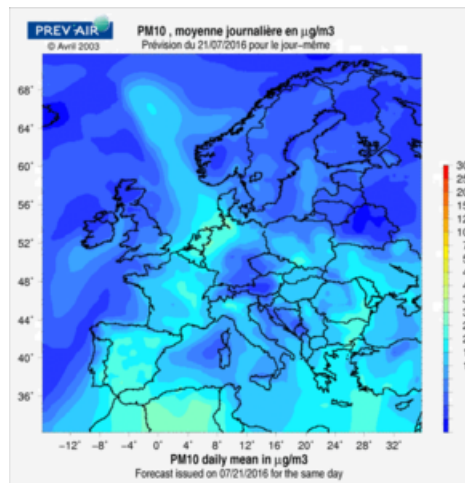 PREV'AIR
© Avril 2003
PM10 , moyenne journalière en µg/m3
Prévision du 21/07/2016 pour le jour-même
68°
64°
60°
56°
52°
48°
44°
40°
36°
−12° −8° −4° 0° 4° 8° 12° 16° 20° 24° 28° 32°
PM10 daily mean in µg/m3
Forecast issued on 07/21/2016 for the same day